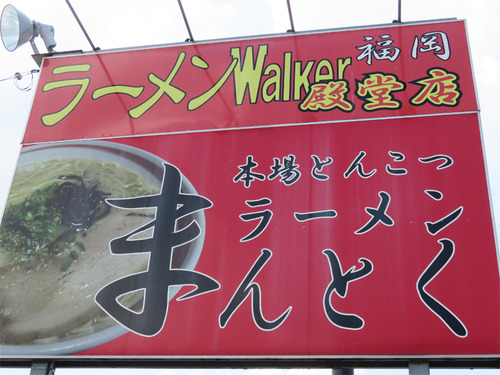 ラーメンWalker福岡
殿堂店
本場とんこつ
ラーメン
まんとく